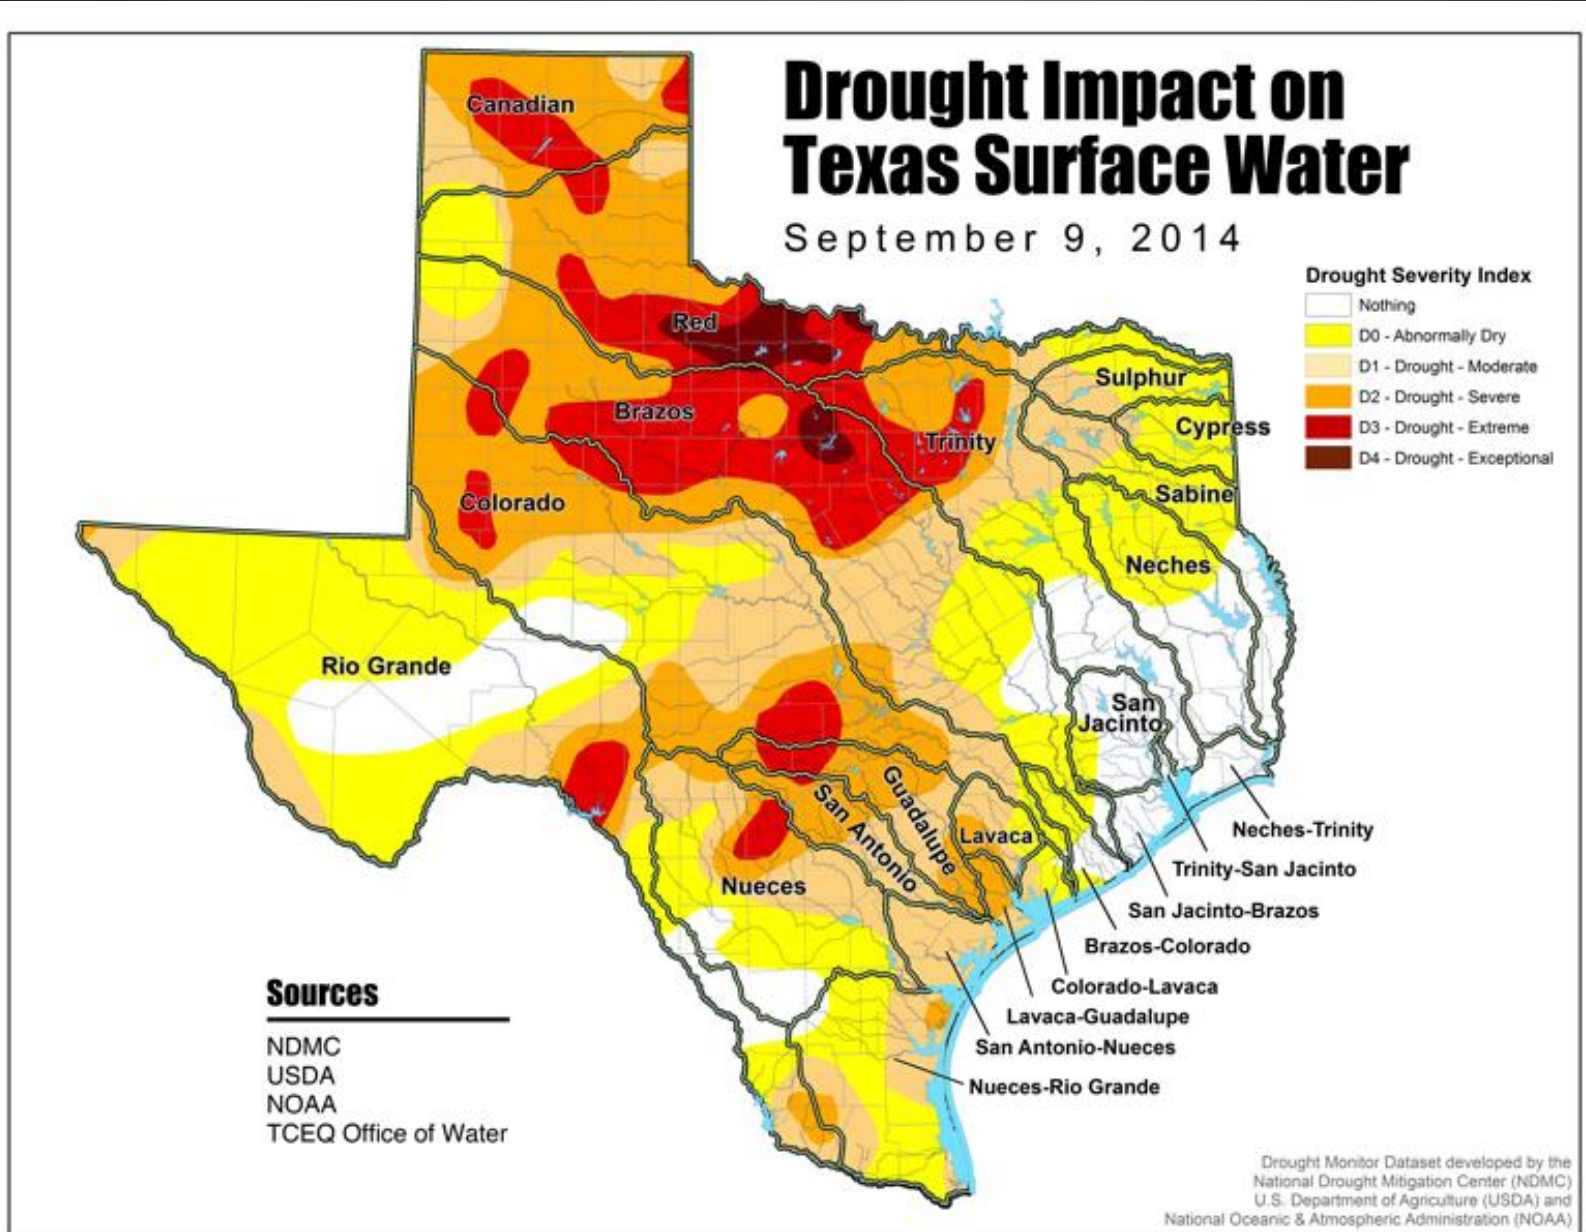 Drought Impact on
Texas Surface Water
September 9, 2014
Drought Severity Index
Nothing
D0 - Abnormally Dry
D1 - Drought - Moderate
D2 - Drought - Severe
D3 - Drought - Extreme
D4 - Drought - Exceptional
Canadian
Red
Sulphur
Brazos
Cypress
Trinity
Sabine
Colorado
Neches
Rio Grande
San
Jacinto
Guadalupe
San Antonio
Lavaca
Nueces
Neches-Trinity
Trinity-San Jacinto
San Jacinto-Brazos
Brazos-Colorado
Colorado-Lavaca
Lavaca-Guadalupe
San Antonio-Nueces
Nueces-Rio Grande
Sources
NDMC
USDA
NOAA
TCEQ Office of Water
Drought Monitor Dataset developed by the
National Drought Mitigation Center (NDMC)
U.S. Department of Agriculture (USDA) and
National Oceanic & Atmospheric Administration (NOAA)